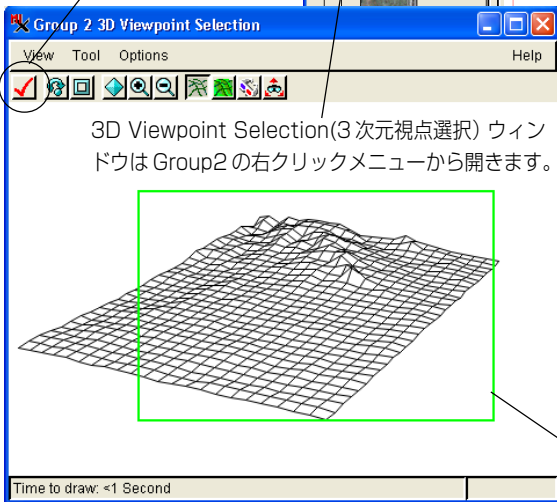 Group 2 3D Viewpoint Selection
View Tool Options Help
3D Viewpoint Selection(3次元視点選択) ウィン
ドウは Group2 の右クリックメニューから開きます。
Time to draw: <1 Second